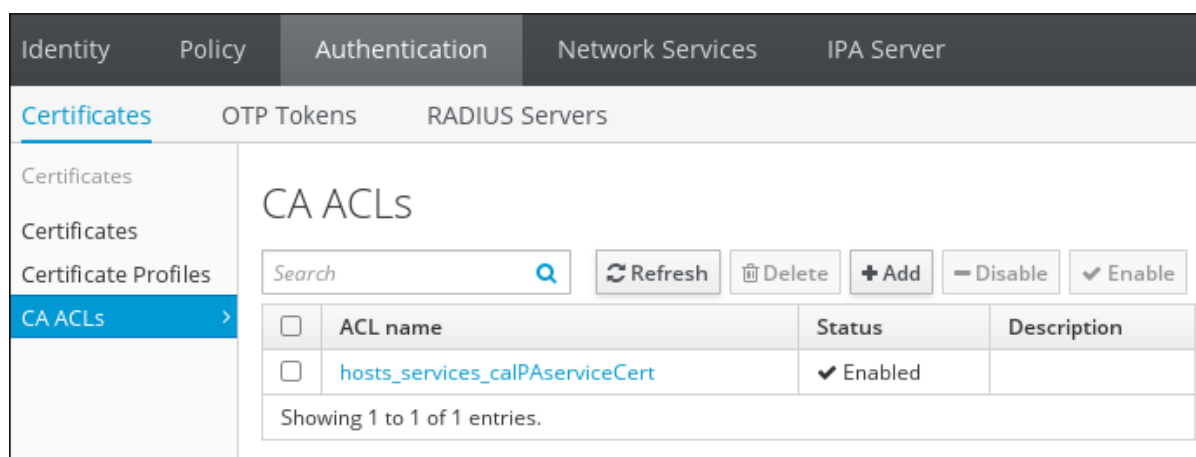 Identity Policy Authentication Network Services IPA Server
Certificates OTP Tokens RADIUS Servers
Certificates
Certificates
Certificate Profiles
CA ACLs
CA ACLs
Search Refresh Delete Add Disable Enable
ACL name Status Description
hosts_services_caIPAserviceCert Enabled
Showing 1 to 1 of 1 entries.